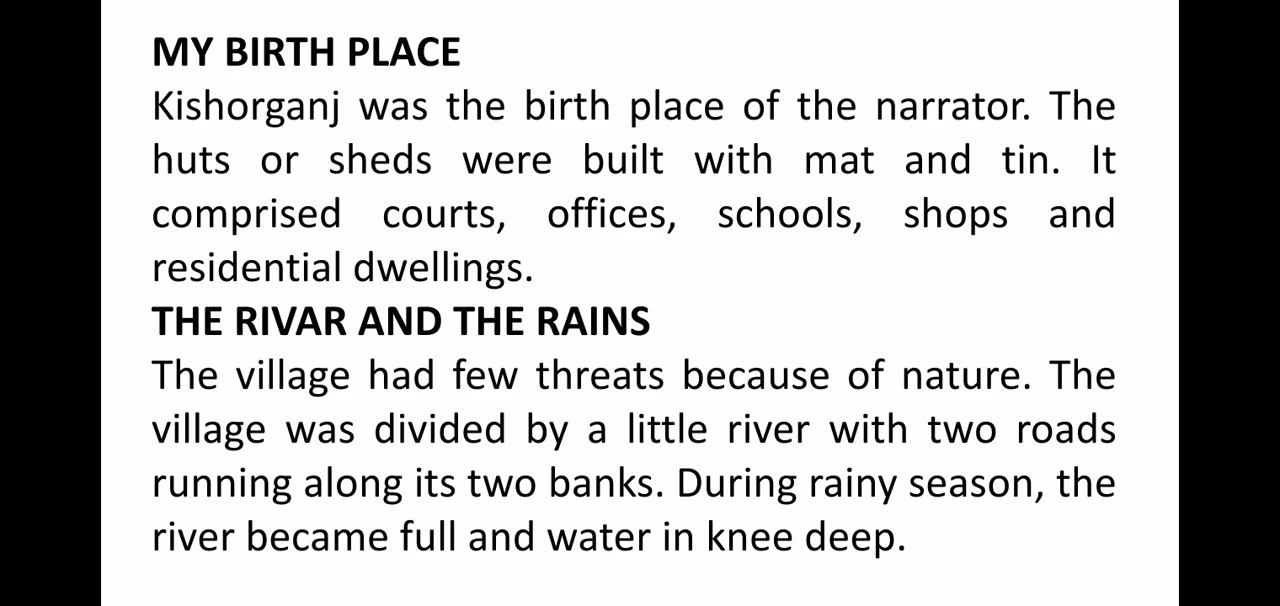 MY BIRTH PLACE
Kishorganj was the birth place of the narrator. The
huts or sheds were built with mat and tin. It
comprised courts, offices, schools, shops and
residential dwellings.
THE RIVAR AND THE RAINS
The village had few threats because of nature. The
village was divided by a little river with two roads
running along its two banks. During rainy season, the
river became full and water in knee deep.